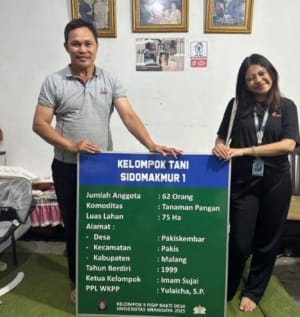 KELOMPOK TANI
SIDOMAKMUR 1
Jumlah Anggota : 62 Orang
Komoditas : Tanaman Pangan
Luas Lahan : 75 Ha
Alamat :
- Desa : Pakiskembar
- Kecamatan : Pakis
- Kabupaten : Malang
Tahun Berdiri : 1999
Ketua Kelompok : Imam Sujai
PPL WKPP : Yulaicha, S.P.
KELOMPOK 5 FISIP BAKTI DESA
UNIVERSITAS BRAWIJAYA 2025